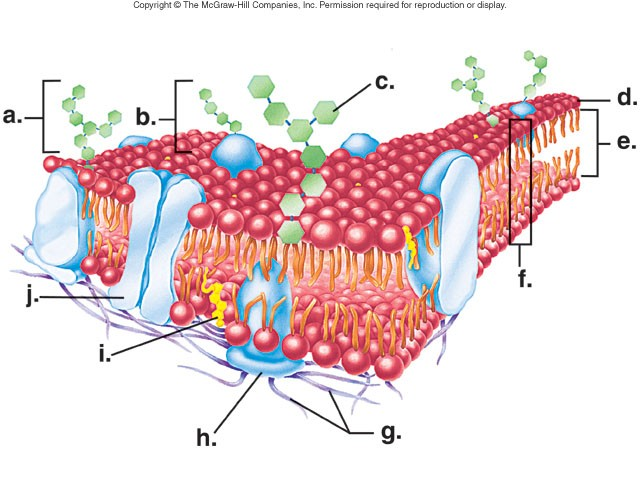 Copyright © The McGraw-Hill Companies, Inc. Permission required for reproduction or display.
a.
b.
c.
d.
e.
f.
j.
i.
h.
g.